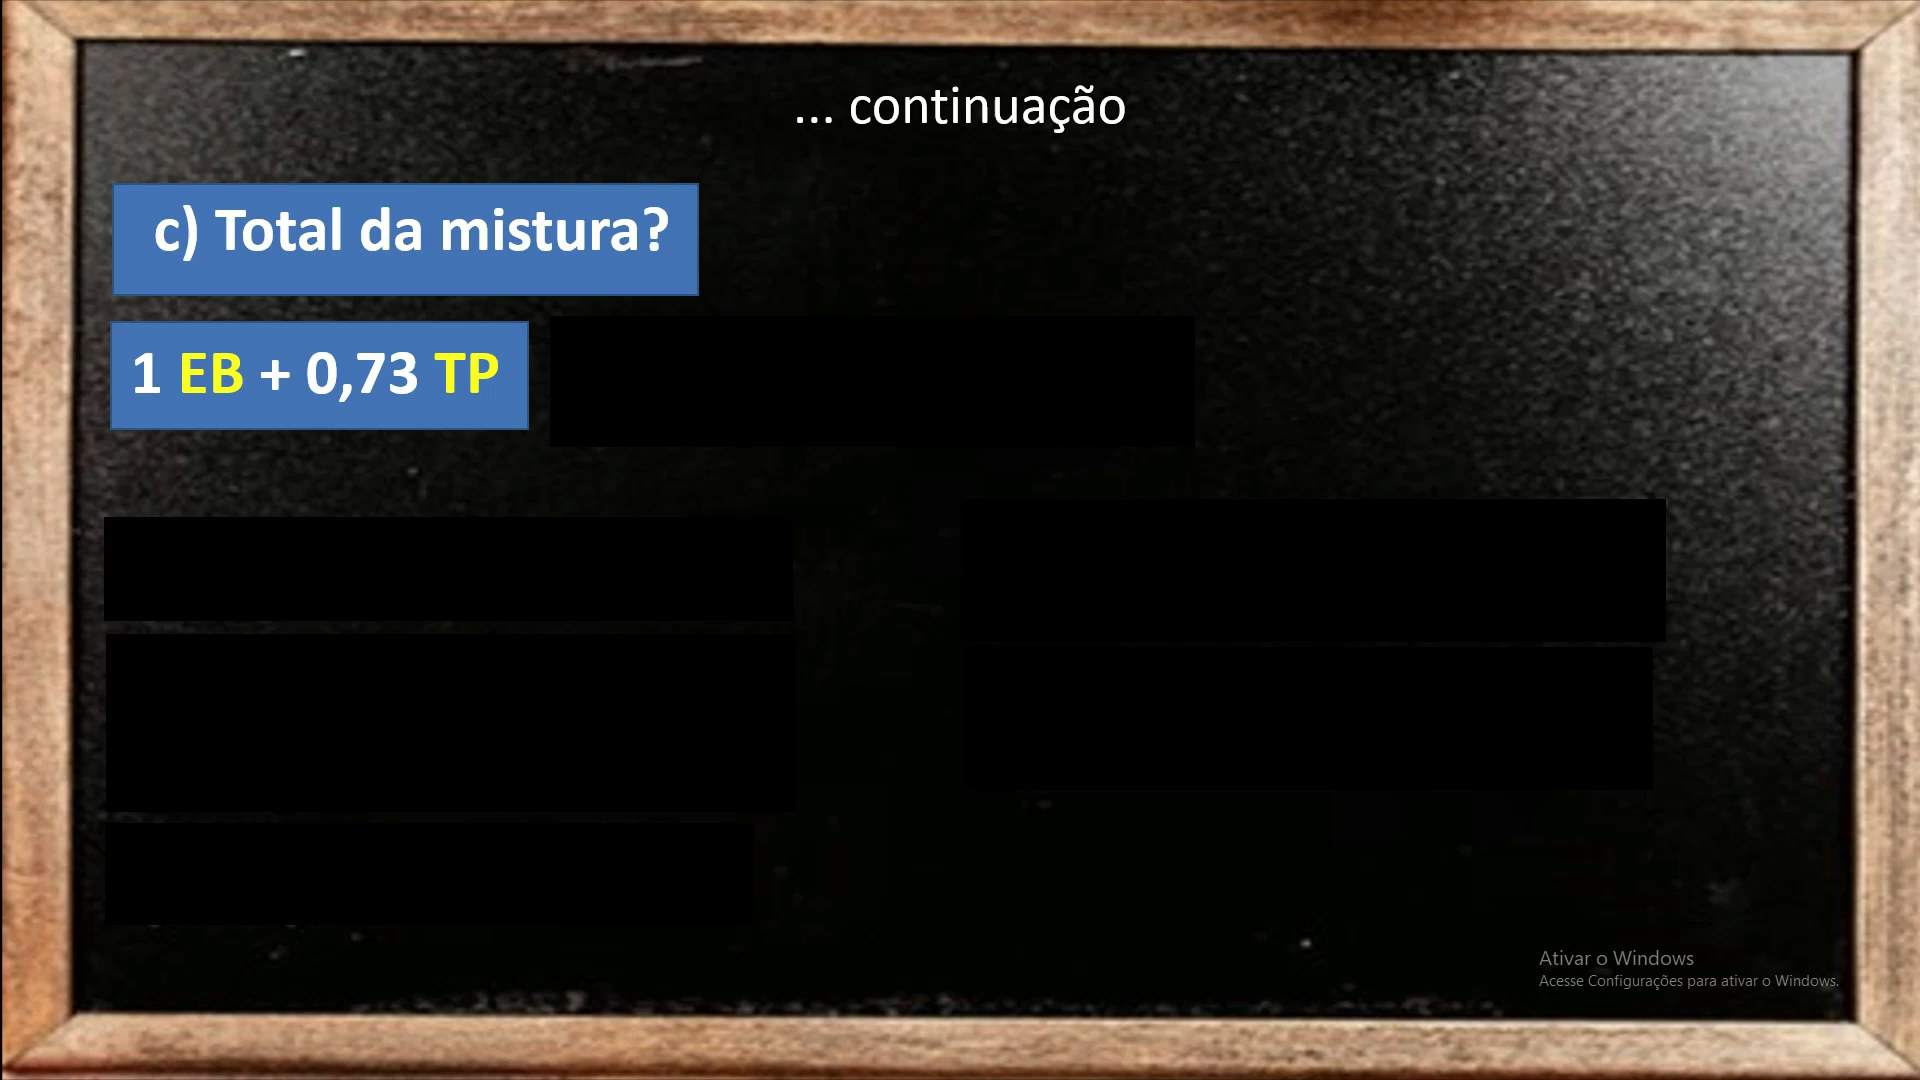 ... continuação
c) Total da mistura?
1 EB + 0,73 TP
Ativar o Windows
Acesse Configurações para ativar o Windows.